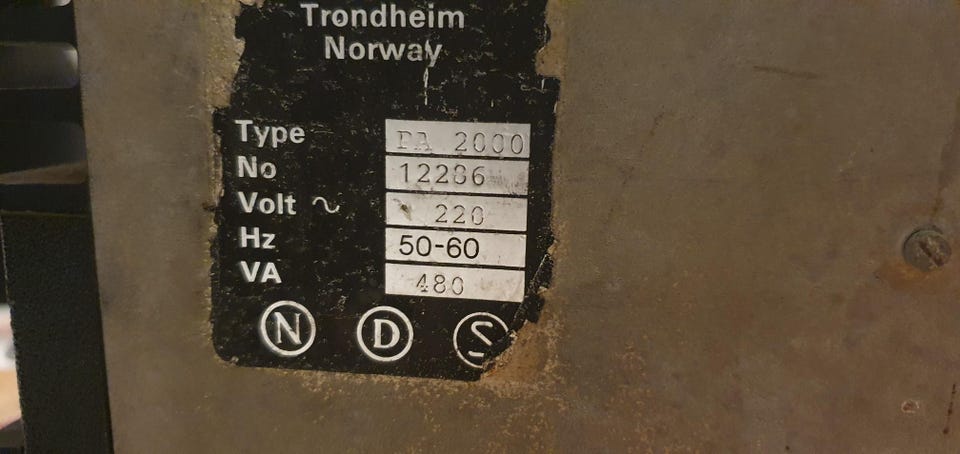 Trondheim
Norway
Type PA 2000
No 12286
Volt ~ 220
Hz 50-60
VA 480
N D S